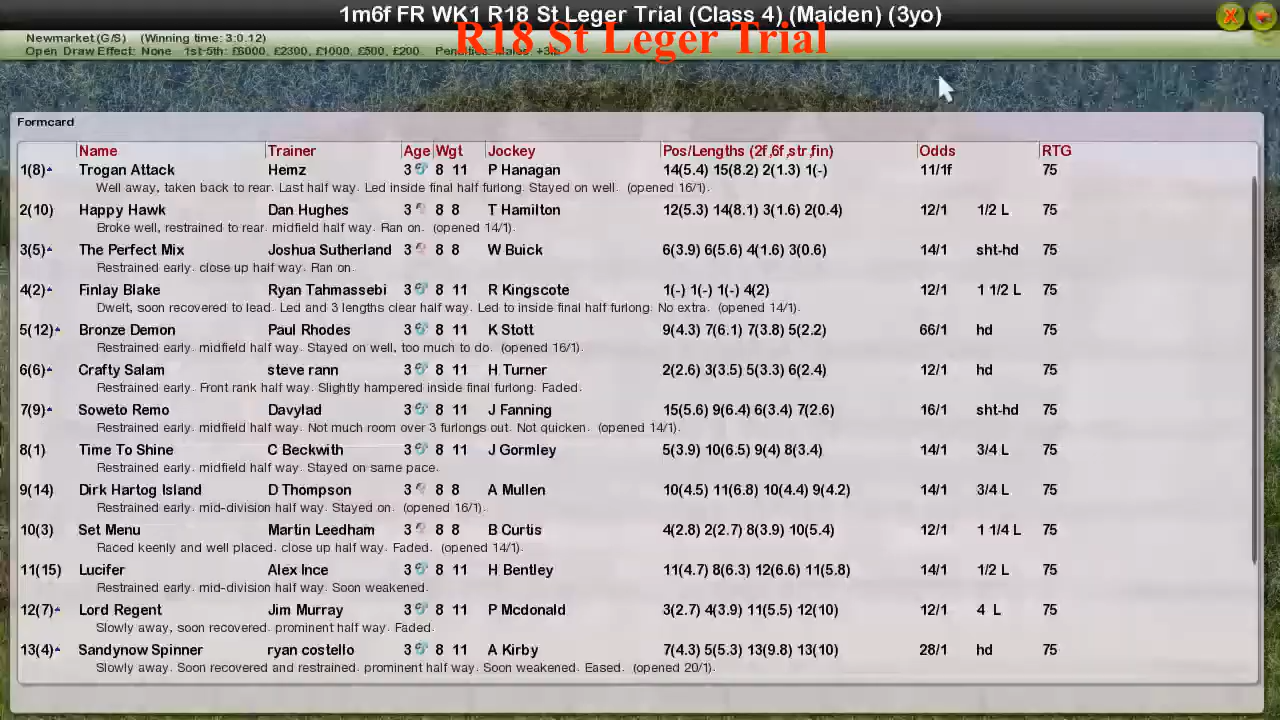 1m6f FR WK1 R18 St Leger Trial (Class 4) (Maiden) (3yo)
R18 St Leger Trial
Newmarket (G/S) (Winning time: 3:0.12)
Open Draw Effect: None 1st-5th: £6000, £2300, £1000, £500, £200. Penalties: Males, +3lb
Formcard
Name Trainer Age Wgt Jockey Pos/Lengths (2f,6f,str,fin) Odds RTG
1(8) Trogan Attack Hemz 3 8 11 P Hanagan 14(5.4) 15(8.2) 2(1.3) 1(-) 11/1f 75
Well away, taken back to rear. Last half way. Led inside final half furlong. Stayed on well. (opened 16/1).
2(10) Happy Hawk Dan Hughes 3 8 8 T Hamilton 12(5.3) 14(8.1) 3(1.6) 2(0.4) 12/1 1/2 L 75
Broke well, restrained to rear. midfield half way. Ran on. (opened 14/1).
3(5) The Perfect Mix Joshua Sutherland 3 8 8 W Buick 6(3.9) 6(5.6) 4(1.6) 3(0.6) 14/1 sht-hd 75
Restrained early. close up half way. Ran on.
4(2) Finlay Blake Ryan Tahmassebi 3 8 11 R Kingscote 1(-) 1(-) 1(-) 4(2) 12/1 1 1/2 L 75
Dwelt, soon recovered to lead. Led and 3 lengths clear half way. Led to inside final half furlong. No extra. (opened 14/1).
5(12) Bronze Demon Paul Rhodes 3 8 11 K Stott 9(4.3) 7(6.1) 7(3.8) 5(2.2) 66/1 hd 75
Restrained early. midfield half way. Stayed on well, too much to do. (opened 16/1).
6(6) Crafty Salam steve rann 3 8 11 H Turner 2(2.6) 3(3.5) 5(3.3) 6(2.4) 12/1 hd 75
Restrained early. Front rank half way. Slightly hampered inside final furlong. Faded.
7(9) Soweto Remo Davylad 3 8 11 J Fanning 15(5.6) 9(6.4) 6(3.4) 7(2.6) 16/1 sht-hd 75
Restrained early. midfield half way. Not much room over 3 furlongs out. Not quicken. (opened 14/1).
8(1) Time To Shine C Beckwith 3 8 11 J Gormley 5(3.9) 10(6.5) 9(4) 8(3.4) 14/1 3/4 L 75
Restrained early. midfield half way. Stayed on same pace.
9(14) Dirk Hartog Island D Thompson 3 8 8 A Mullen 10(4.5) 11(6.8) 10(4.4) 9(4.2) 14/1 3/4 L 75
Restrained early. mid-division half way. Stayed on. (opened 16/1).
10(3) Set Menu Martin Leedham 3 8 8 B Curtis 4(2.8) 2(2.7) 8(3.9) 10(5.4) 12/1 1 1/4 L 75
Raced keenly and well placed. close up half way. Faded. (opened 14/1).
11(15) Lucifer Alex Ince 3 8 11 H Bentley 11(4.7) 8(6.3) 12(6.6) 11(5.8) 14/1 1/2 L 75
Restrained early. mid-division half way. Soon weakened.
12(7) Lord Regent Jim Murray 3 8 11 P Mcdonald 3(2.7) 4(3.9) 11(5.5) 12(10) 12/1 4 L 75
Slowly away, soon recovered. prominent half way. Faded.
13(4) Sandynow Spinner ryan costello 3 8 11 A Kirby 7(4.3) 5(5.3) 13(9.8) 13(10) 28/1 hd 75
Slowly away. Soon recovered and restrained. prominent half way. Soon weakened. Eased. (opened 20/1).